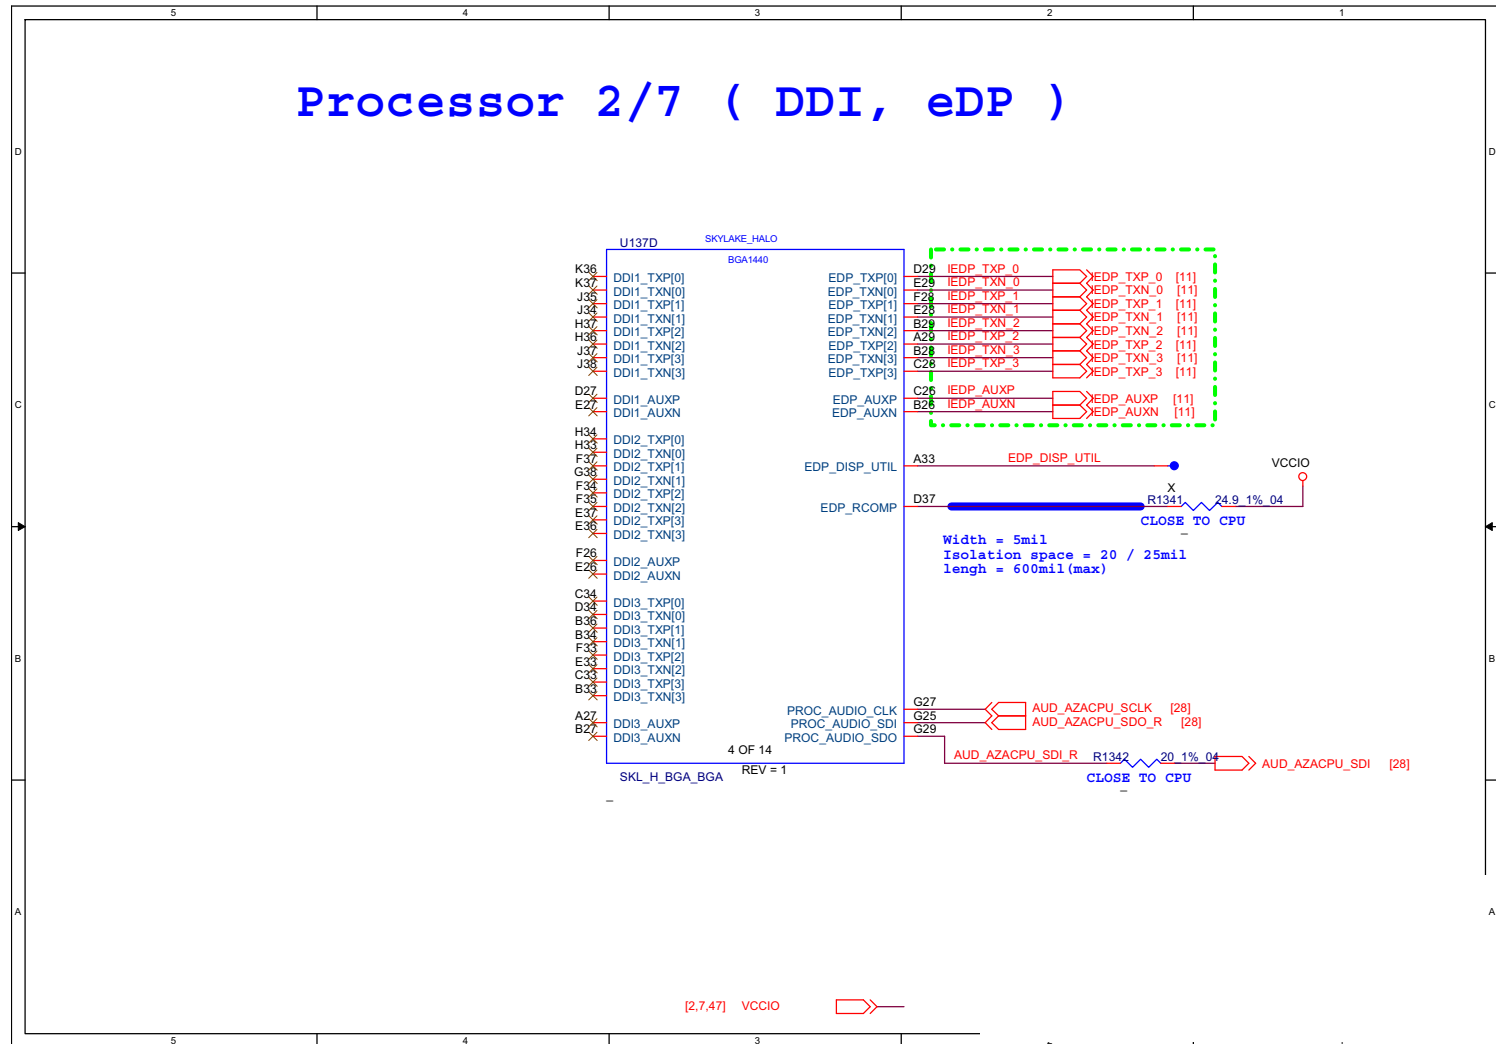 5 4 3 2 1
Processor 2/7 ( DDI, eDP )
D D
U137D SKYLAKE_HALO
BGA1440
K36 DDI1_TXP[0] EDP_TXP[0] D29 IEDP_TXP_0 IEDP_TXP_0 [11]
K37 DDI1_TXN[0] EDP_TXN[0] E29 IEDP_TXN_0 IEDP_TXN_0 [11]
J35 DDI1_TXP[1] EDP_TXP[1] F28 IEDP_TXP_1 IEDP_TXP_1 [11]
J34 DDI1_TXN[1] EDP_TXN[1] E28 IEDP_TXN_1 IEDP_TXN_1 [11]
H37 DDI1_TXP[2] EDP_TXN[2] B29 IEDP_TXN_2 IEDP_TXN_2 [11]
H36 DDI1_TXN[2] EDP_TXP[2] A29 IEDP_TXP_2 IEDP_TXP_2 [11]
J37 DDI1_TXP[3] EDP_TXN[3] B28 IEDP_TXN_3 IEDP_TXN_3 [11]
J38 DDI1_TXN[3] EDP_TXP[3] C28 IEDP_TXP_3 IEDP_TXP_3 [11]
D27 DDI1_AUXP EDP_AUXP C26 IEDP_AUXP IEDP_AUXP [11]
E27 DDI1_AUXN EDP_AUXN B26 IEDP_AUXN IEDP_AUXN [11]
C C
H34 DDI2_TXP[0]
H33 DDI2_TXN[0]
F37 DDI2_TXP[1] EDP_DISP_UTIL A33 EDP_DISP_UTIL VCCIO
G38 DDI2_TXN[1]
F34 DDI2_TXP[2] X
F35 DDI2_TXN[2] EDP_RCOMP D37 R1341 24.9_1%_04
E37 DDI2_TXP[3] CLOSE TO CPU
E36 DDI2_TXN[3] _
Width = 5mil
Isolation space = 20 / 25mil
lengh = 600mil(max)
F26 DDI2_AUXP
E26 DDI2_AUXN
C34 DDI3_TXP[0]
D34 DDI3_TXN[0]
B36 DDI3_TXP[1]
B34 DDI3_TXN[1]
F33 DDI3_TXP[2]
E33 DDI3_TXN[2]
C33 DDI3_TXP[3]
B33 DDI3_TXN[3]
B B
PROC_AUDIO_CLK G27 AUD_AZACPU_SCLK [28]
A27 DDI3_AUXP PROC_AUDIO_SDI G25 AUD_AZACPU_SDO_R [28]
B27 DDI3_AUXN PROC_AUDIO_SDO G29
4 OF 14 AUD_AZACPU_SDI_R R1342 20_1%_04 AUD_AZACPU_SDI [28]
SKL_H_BGA_BGA REV = 1 CLOSE TO CPU
_ _
A A
[2,7,47] VCCIO
5 4 3